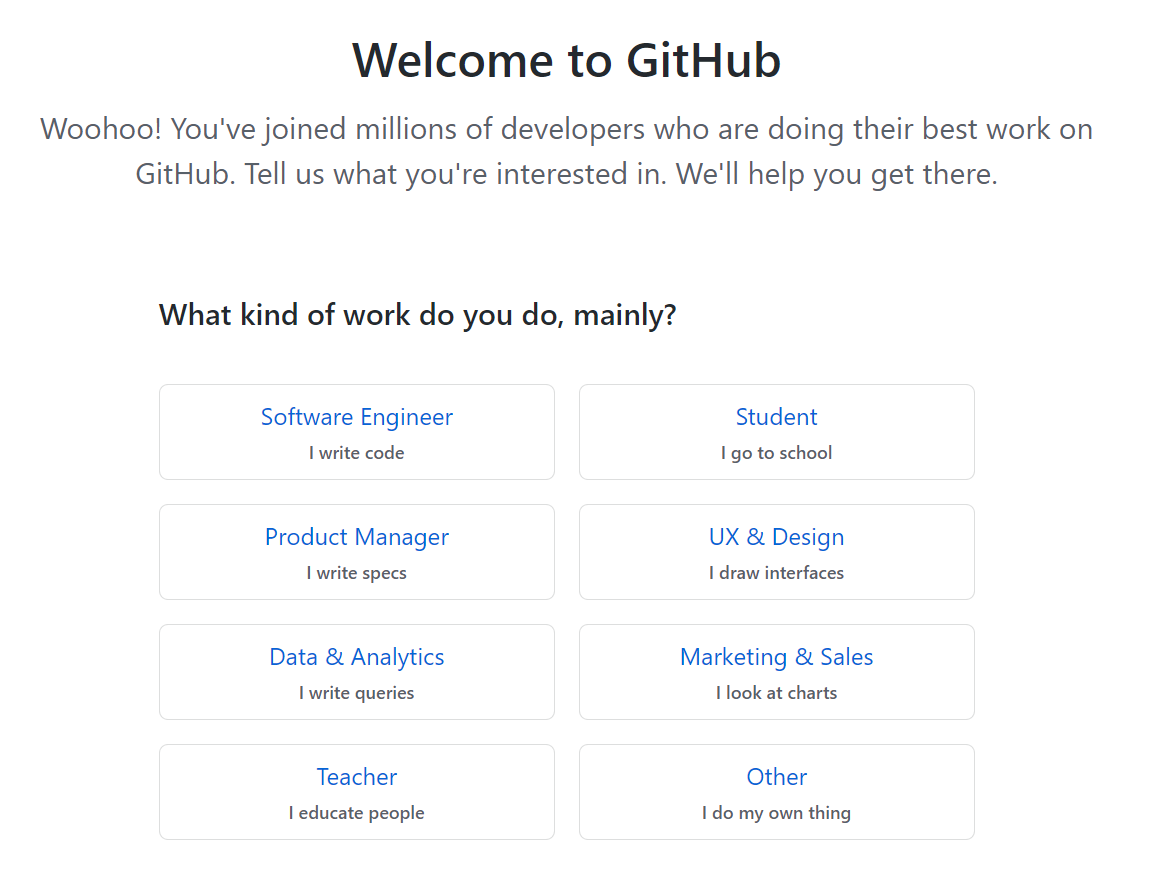 Welcome to GitHub
Woohoo! You've joined millions of developers who are doing their best work on
GitHub. Tell us what you're interested in. We'll help you get there.
What kind of work do you do, mainly?
Software Engineer
I write code
Student
I go to school
Product Manager
I write specs
UX & Design
I draw interfaces
Data & Analytics
I write queries
Marketing & Sales
I look at charts
Teacher
I educate people
Other
I do my own thing